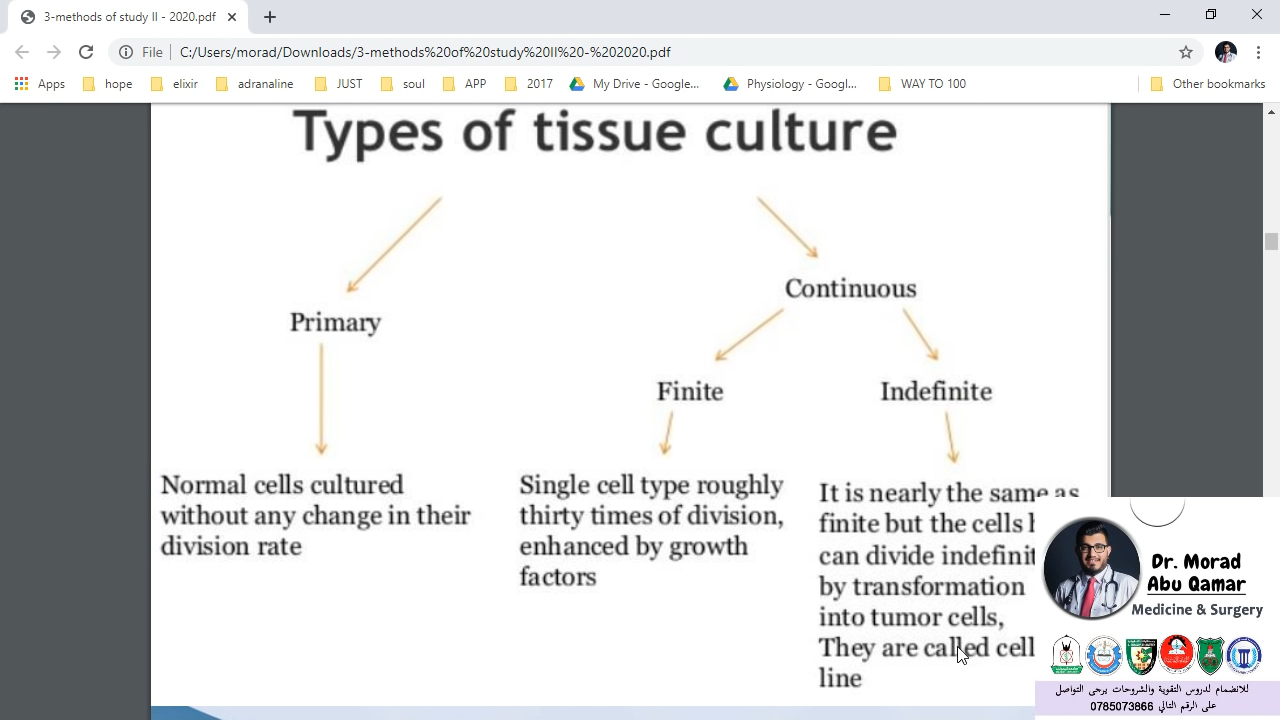 3-methods of study II - 2020.pdf
File
C:/Users/morad/Downloads/3-methods%20of%20study%20II%20-%202020.pdf
Apps hope elixir adranaline JUST soul APP 2017 My Drive - Google... Physiology - Googl... WAY TO 100 Other bookmarks
Types of tissue culture
Primary
Continuous
Finite
Indefinite
Normal cells cultured
without any change in their
division rate
Single cell type roughly
thirty times of division,
enhanced by growth
factors
It is nearly the same as
finite but the cells
can divide
by transformation
into tumor cells,
They are called cell
line
Dr. Morad
Abu Qamar
Medicine & Surgery
للانضمام لدروس التقوية والشروحات يرجى التواصل
على الرقم التالي 0785073866